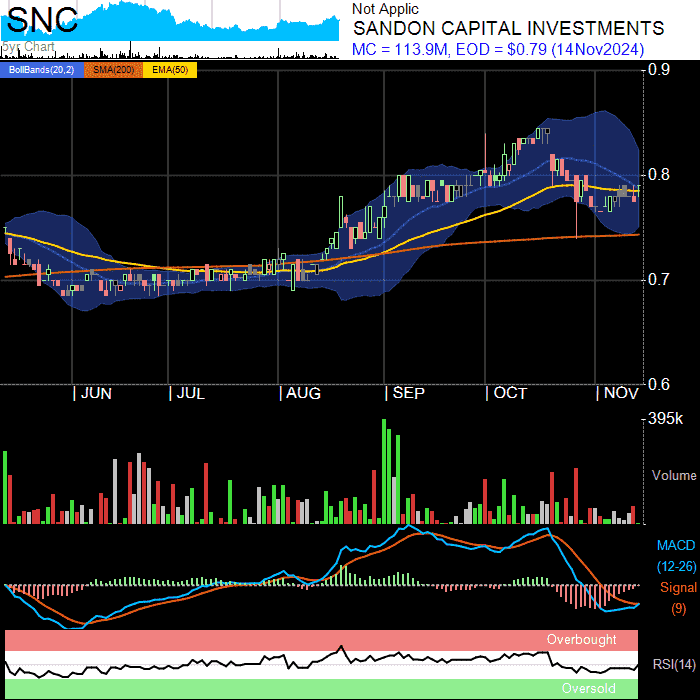 SNC
5yr Chart
Not Applic
SANDON CAPITAL INVESTMENTS
MC = 113.9M, EOD = $0.79 (14Nov2024)
BollBands(20,2) SMA(200) EMA(50)
0.9
0.8
0.7
0.6
JUN JUL AUG SEP OCT NOV
395k
Volume
MACD
(12-26)
Signal
(9)
Overbought
RSI(14)
Oversold